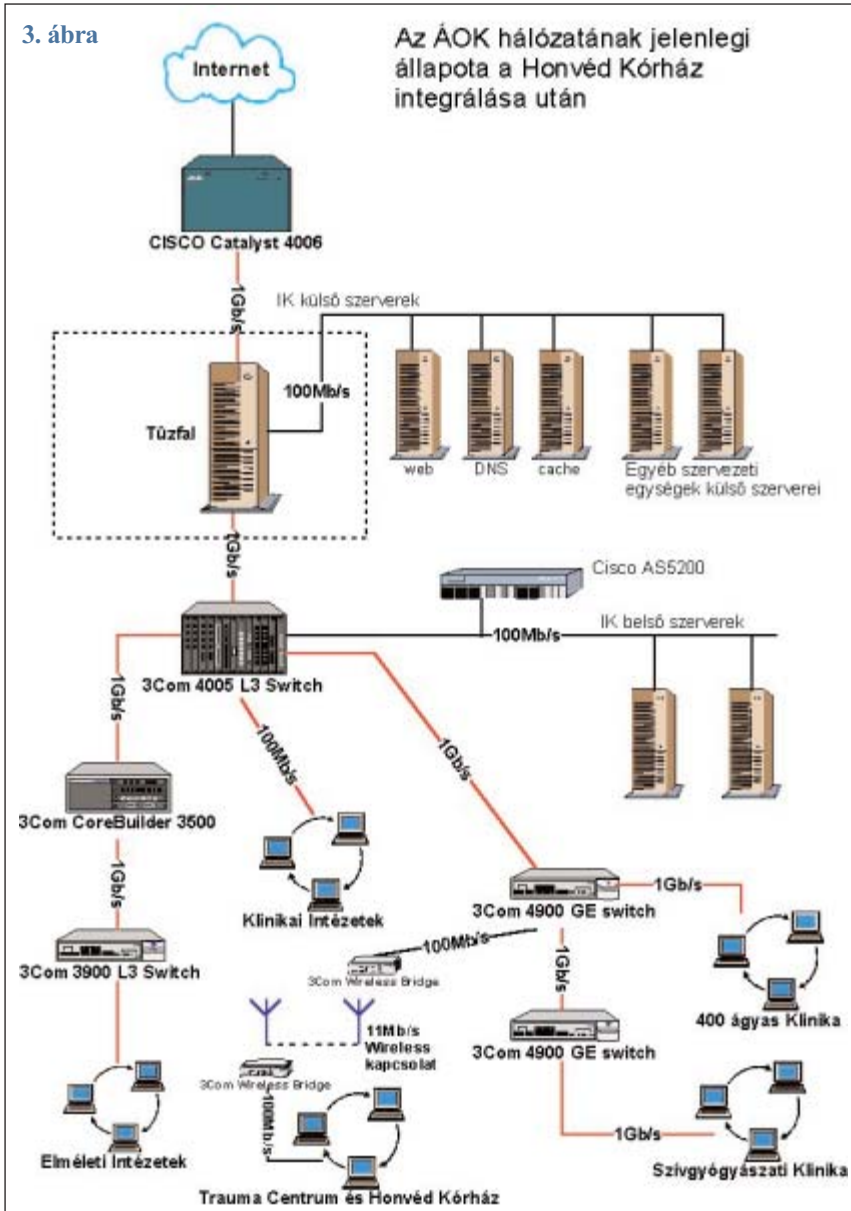 3. ábra
Az ÁOK hálózatának jelenlegi
állapota a Honvéd Kórház
integrálása után
Internet
CISCO Catalyst 4006
1Gb/s
IK külső szerverek
100Mb/s
Tűzfal
web
DNS
cache
Egyéb szervezeti
egységek külső szerverei
1Gb/s
Cisco AS5200
100Mb/s
IK belső szerverek
3Com 4005 L3 Switch
1Gb/s
100Mb/s
1Gb/s
3Com CoreBuilder 3500
1Gb/s
Klinikai Intézetek
3Com 4900 GE switch
1Gb/s
100Mb/s
3Com 3900 L3 Switch
3Com Wireless Bridge
1Gb/s
400 ágyas Klinika
11Mb/s
Wireless
kapcsolat
3Com 4900 GE switch
3Com Wireless Bridge
100Mb/s
1Gb/s
Elméleti Intézetek
Szívgyógyászati Klinika
Trauma Centrum és Honvéd Kórház